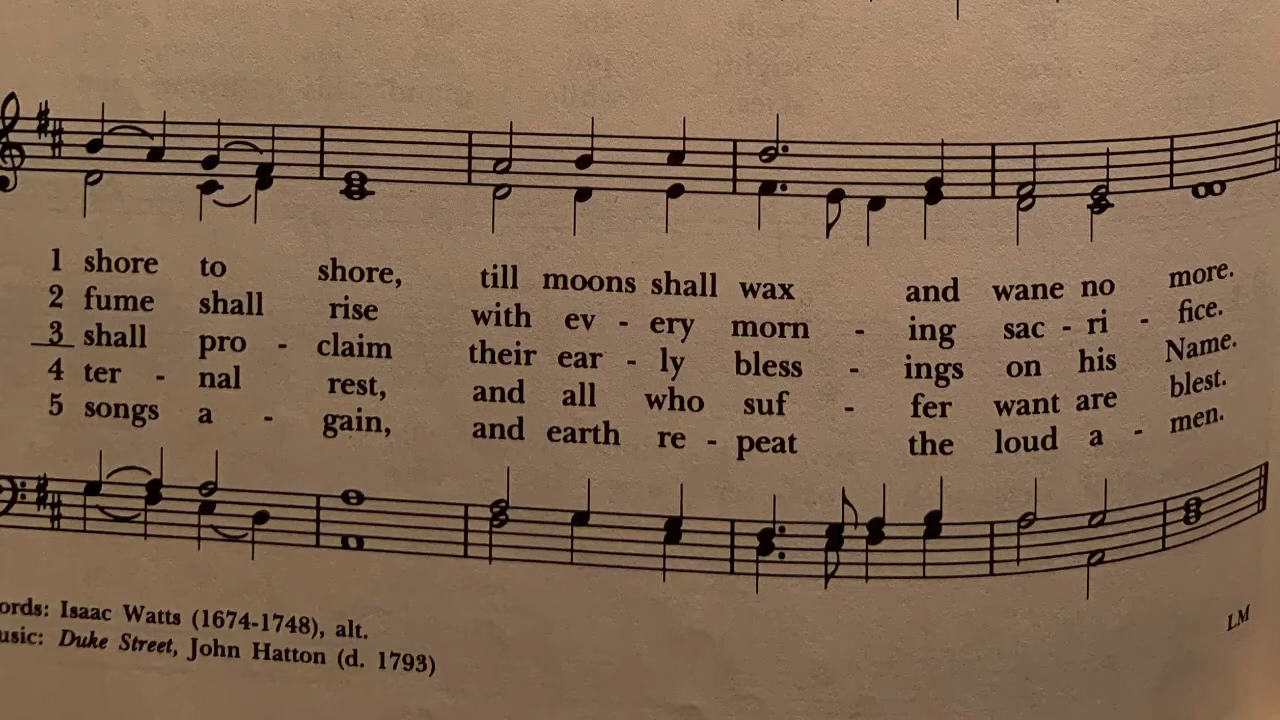 1 shore to shore, till moons shall wax and wane no more.
2 fume shall rise with ev - ery morn - ing sac - ri - fice.
3 shall pro - claim their ear - ly bless - ings on his Name.
4 ter - nal rest, and all who suf - fer want are blest.
5 songs a - gain, and earth re - peat the loud a - men.
ords: Isaac Watts (1674-1748), alt.
usic: Duke Street, John Hatton (d. 1793)
LM